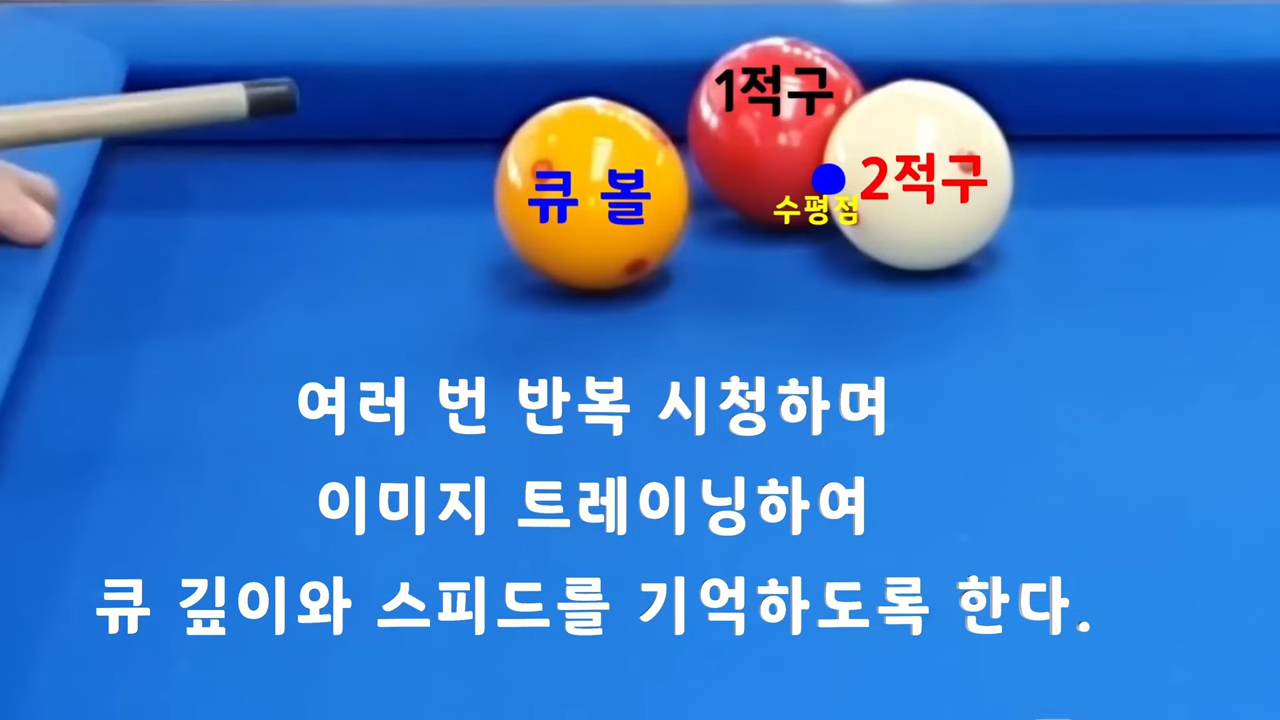 1적구
2적구
큐 볼
수평점
여러 번 반복 시청하며
이미지 트레이닝하여
큐 깊이와 스피드를 기억하도록 한다.